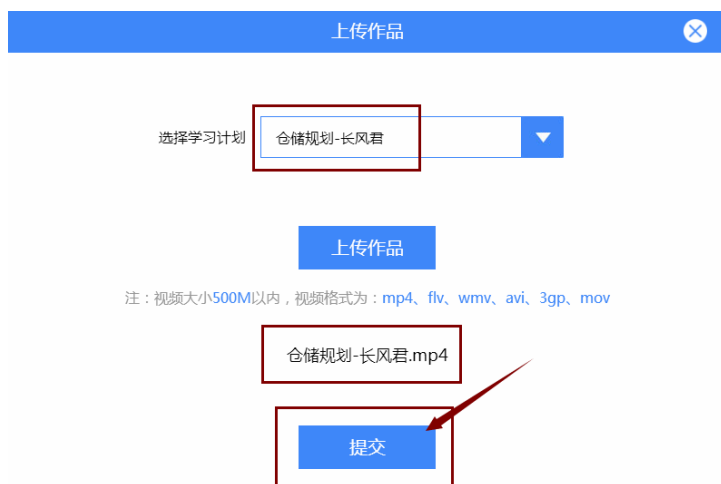 上传作品
选择学习计划 仓储规划-长风君
上传作品
注：视频大小500M以内，视频格式为：mp4、flv、wmv、avi、3gp、mov
仓储规划-长风君.mp4
提交